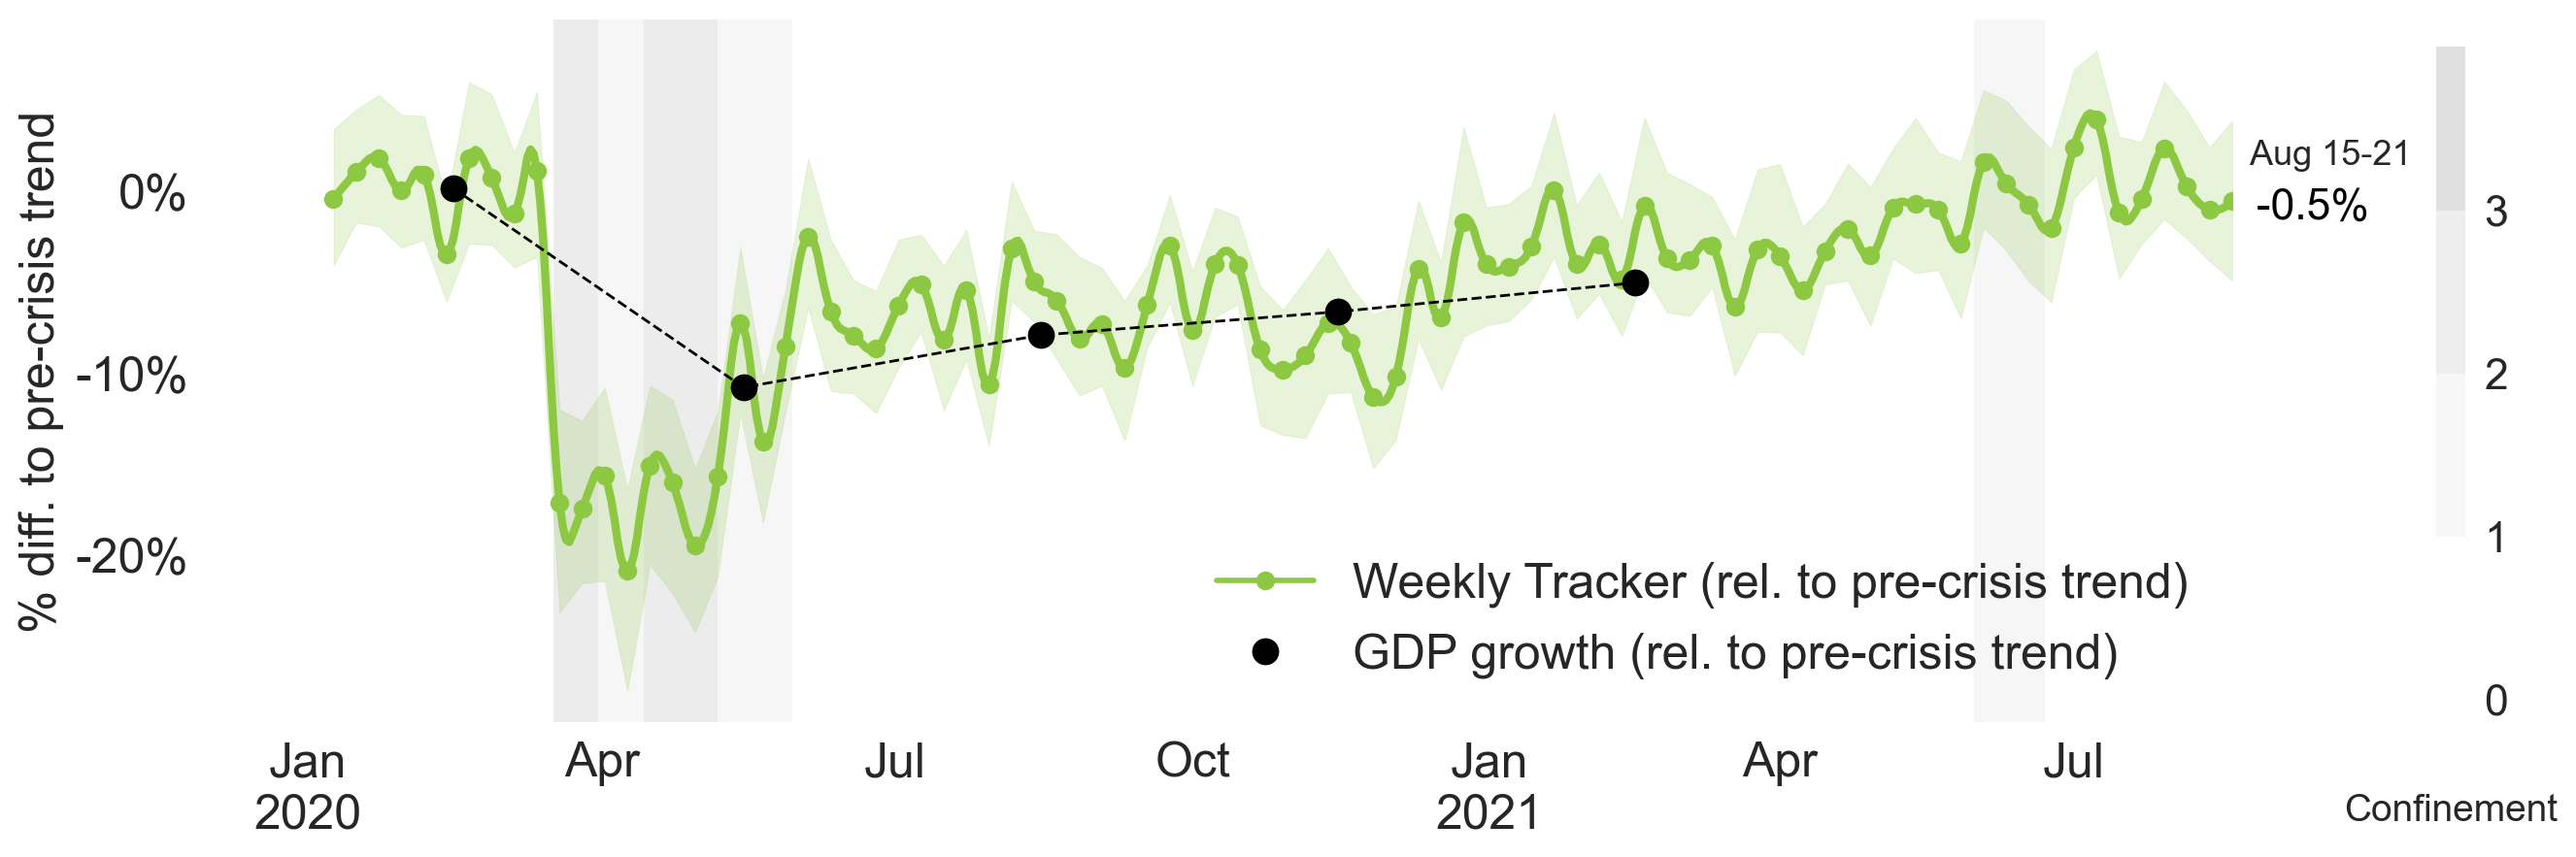 % diff. to pre-crisis trend
0%
-10%
-20%
Aug 15-21
-0.5%
3
2
1
0
Weekly Tracker (rel. to pre-crisis trend)
GDP growth (rel. to pre-crisis trend)
Jan Apr Jul Oct Jan Apr Jul
2020 2021
Confinement